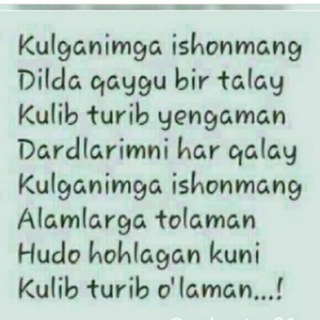 Kulganimga ishonmang
Dilda qaygu bir talay
Kulib turib yengaman
Dardlarimni har qalay
Kulganimga ishonmang
Alamlarga tolaman
Hudo hohlagan kuni
Kulib turib o'laman...!